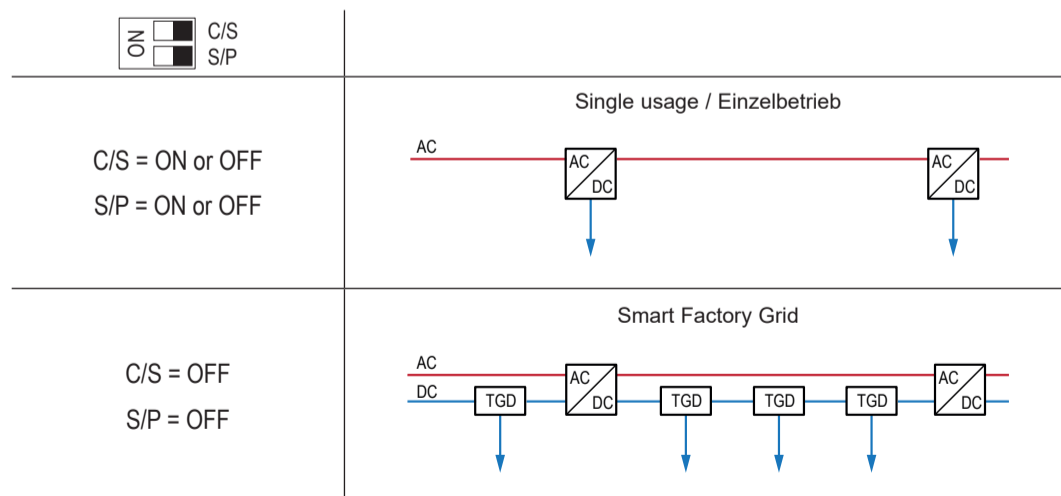 ON
C/S
S/P
C/S = ON or OFF
S/P = ON or OFF
Single usage / Einzelbetrieb
AC
AC
DC
AC
DC
C/S = OFF
S/P = OFF
Smart Factory Grid
AC
DC
TGD
AC
DC
TGD
TGD
TGD
AC
DC